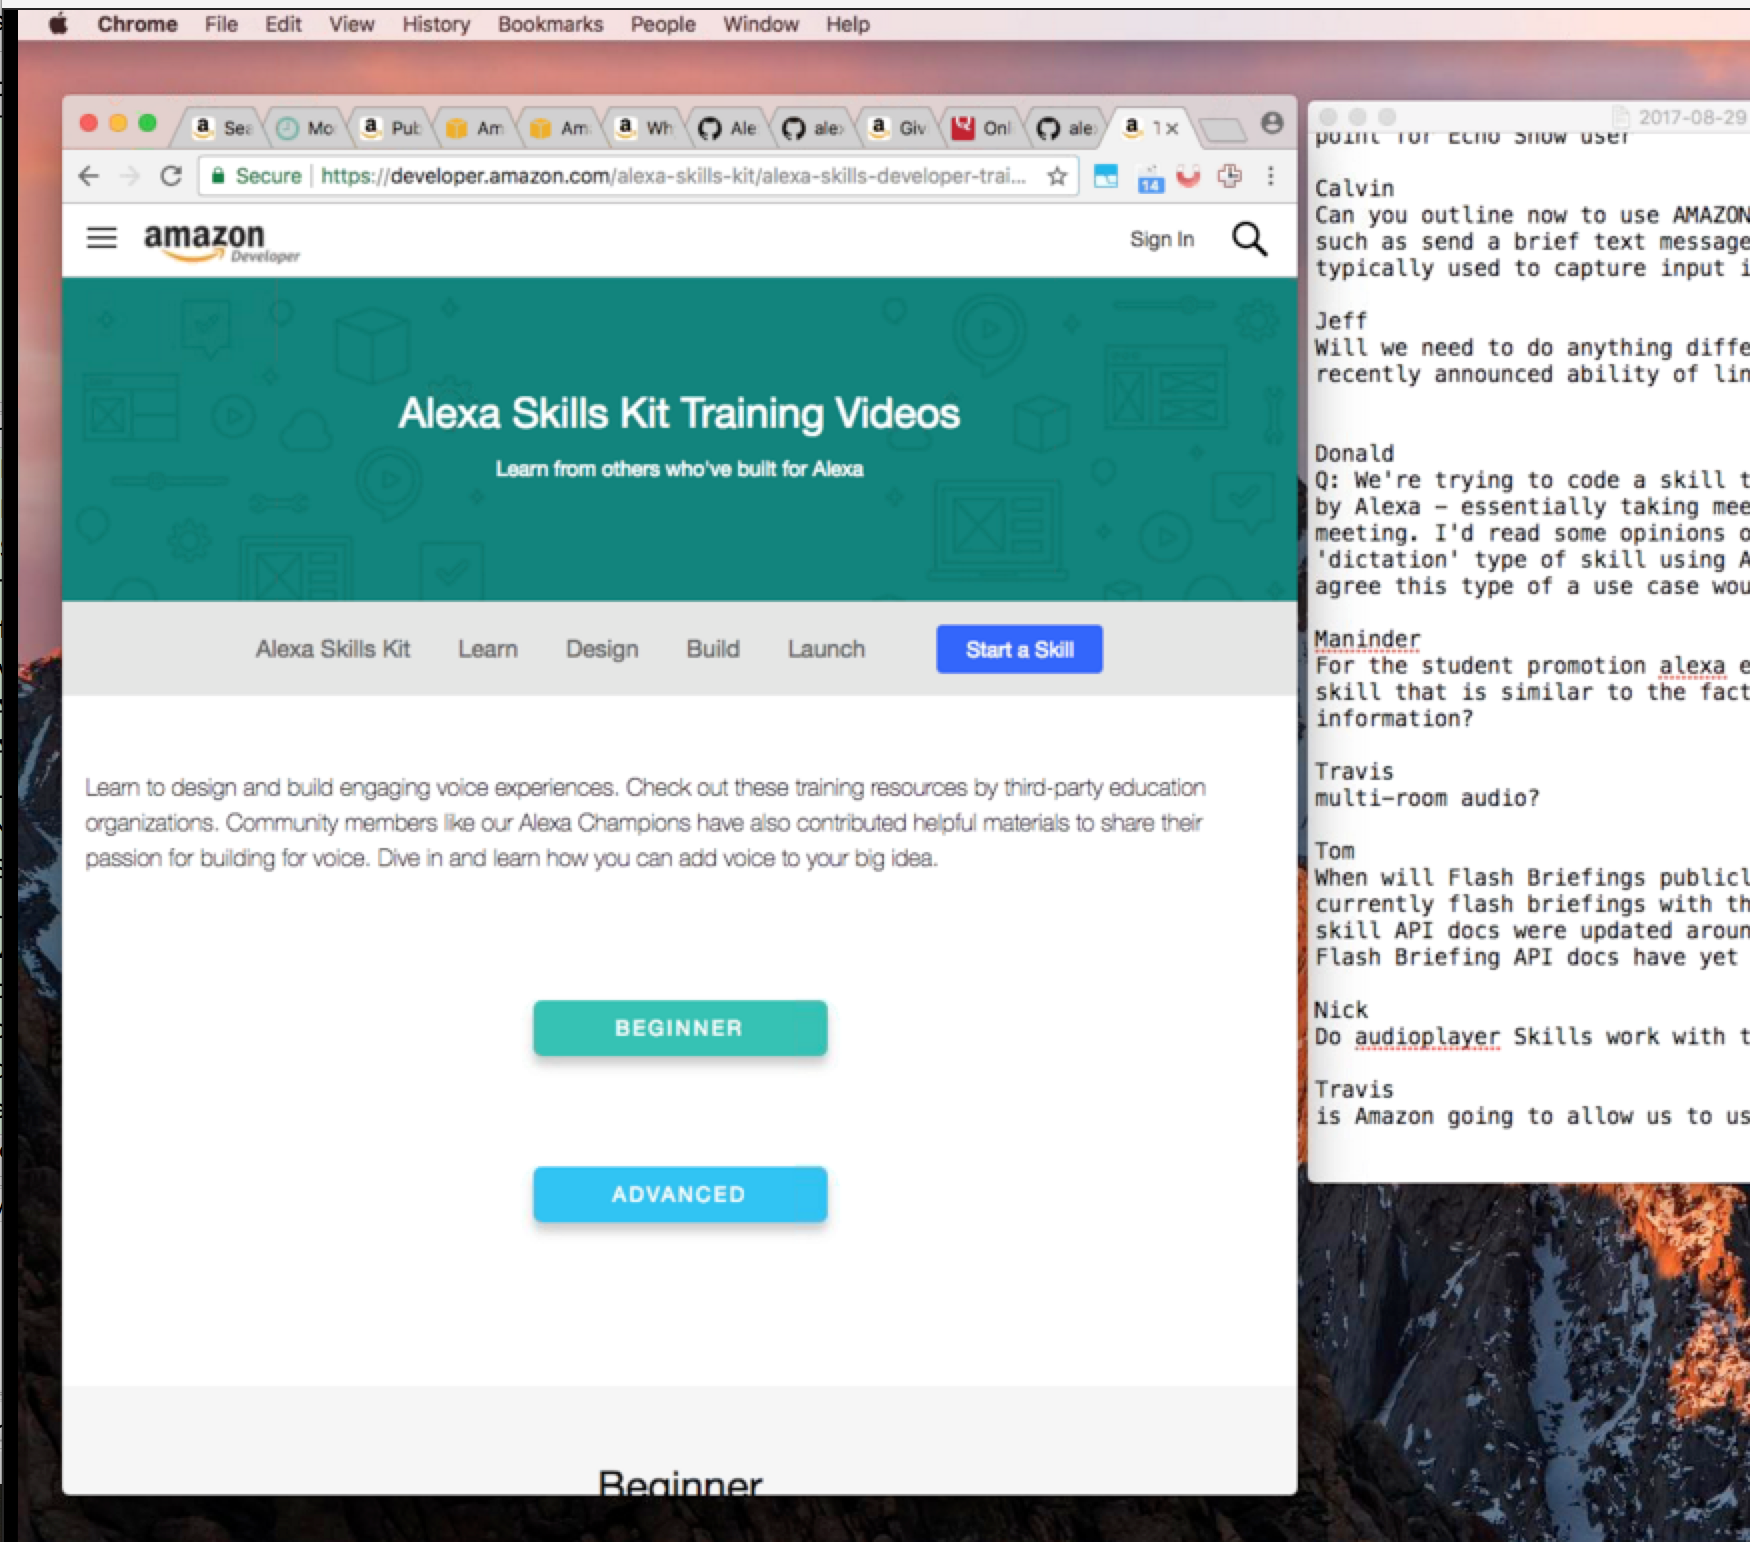 Chrome File Edit View History Bookmarks People Window Help
Sea Mo Pub Am Am Wh Ale ale Giv Onl ale
Secure https://developer.amazon.com/alexa-skills-kit/alexa-skills-developer-trai...
14
amazon
Developer
Sign In
Alexa Skills Kit Training Videos
Learn from others who've built for Alexa
Alexa Skills Kit Learn Design Build Launch Start a Skill
Learn to design and build engaging voice experiences. Check out these training resources by third-party education
organizations. Community members like our Alexa Champions have also contributed helpful materials to share their
passion for building for voice. Dive in and learn how you can add voice to your big idea.
BEGINNER
ADVANCED
Beginner
2017-08-29
point for Echo Show user
Calvin
Can you outline now to use AMAZON
such as send a brief text message
typically used to capture input i
Jeff
Will we need to do anything diffe
recently announced ability of lin
Donald
Q: We're trying to code a skill t
by Alexa – essentially taking mee
meeting. I'd read some opinions o
'dictation' type of skill using A
agree this type of a use case wou
Maninder
For the student promotion alexa e
skill that is similar to the fact
information?
Travis
multi-room audio?
Tom
When will Flash Briefings publicl
currently flash briefings with th
skill API docs were updated aroun
Flash Briefing API docs have yet
Nick
Do audioplayer Skills work with t
Travis
is Amazon going to allow us to us